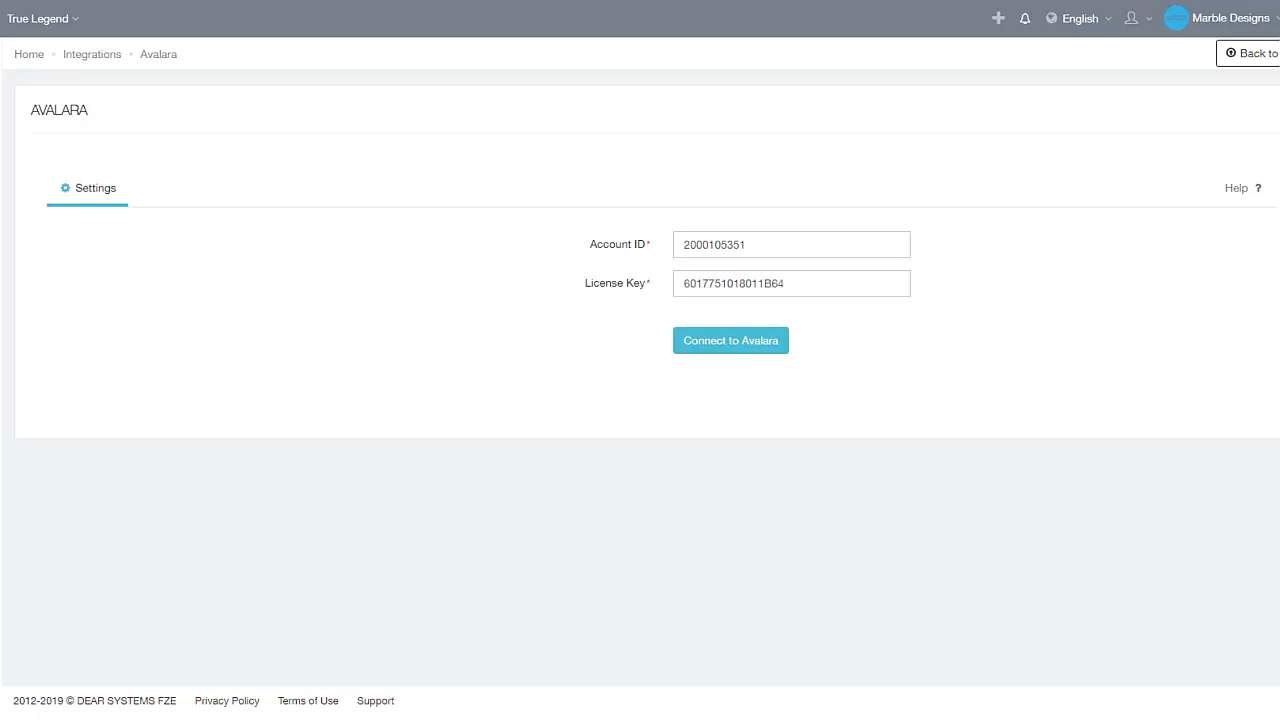 True Legend
English
Marble Designs
Home • Integrations • Avalara
Back to
AVALARA
Settings
Help ?
Account ID*
2000105351
License Key*
6017751018011B64
Connect to Avalara
2012-2019 © DEAR SYSTEMS FZE Privacy Policy Terms of Use Support